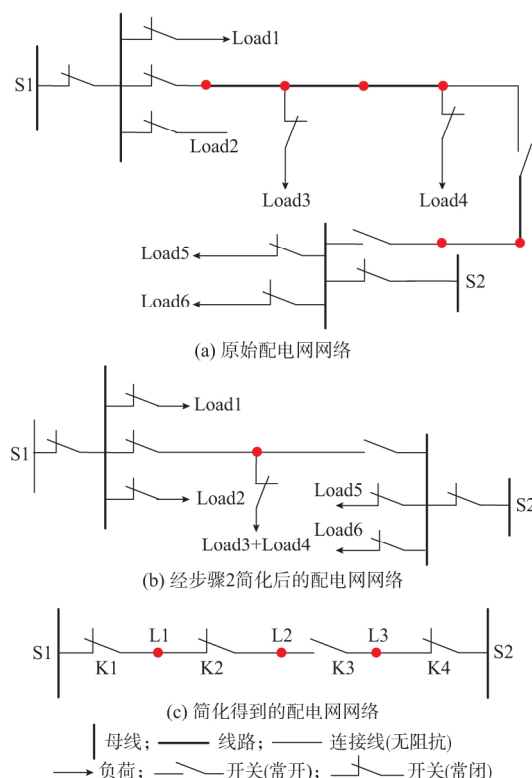 Load1
S1
Load2
Load3 Load4
Load5
S2
Load6
(a) 原始配电网网络
Load1
S1
Load2 Load5 S2
Load6
Load3+Load4
(b) 经步骤2简化后的配电网网络
S1 L1 L2 L3 S2
K1 K2 K3 K4
(c) 简化得到的配电网网络
母线; 线路; 连接线(无阻抗)
负荷; 开关(常开); 开关(常闭)